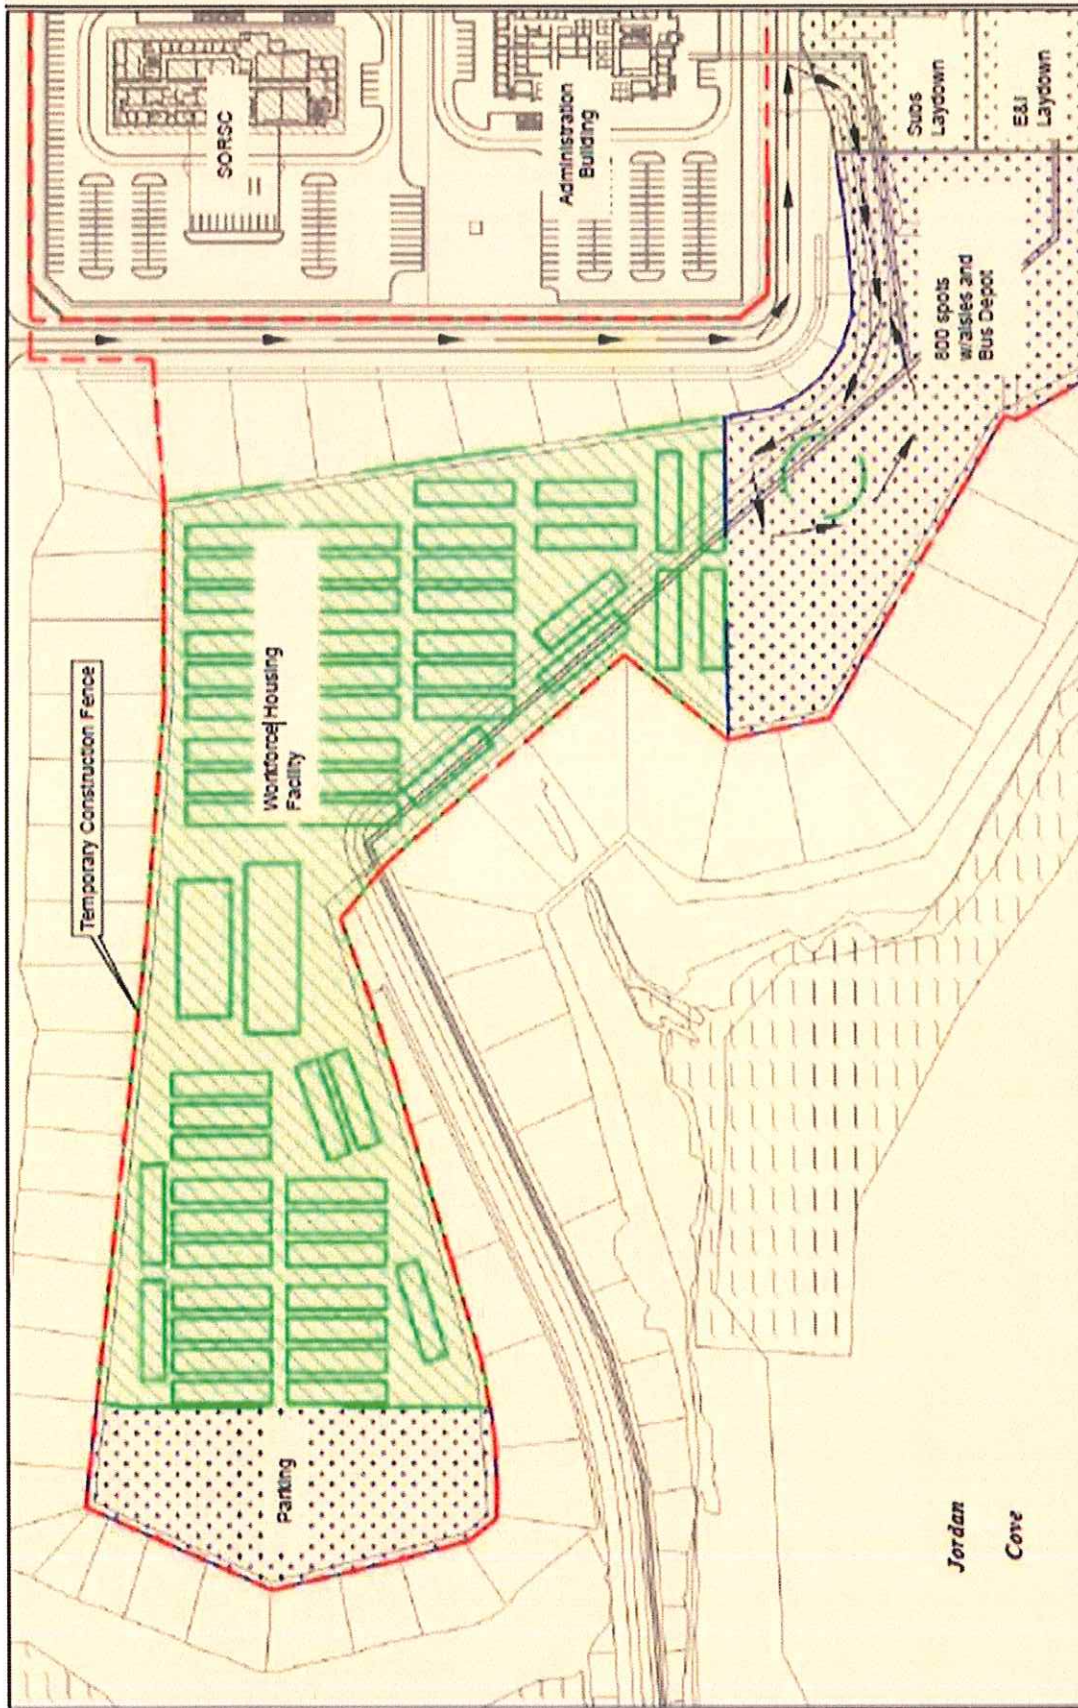 SORSC
Administration
Building
Subs
Laydown
E&I
Laydown
800 spots
w/aisles and
Bus Depot
Temporary Construction Fence
Workforce Housing
Facility
Parking
Jordan
Cove